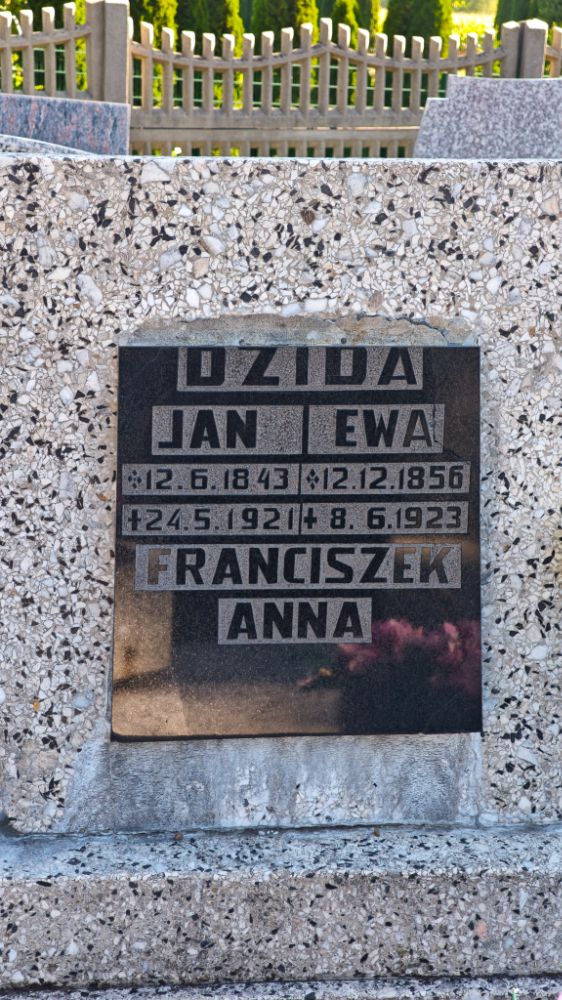 DZIDA
JAN EWA
12.6.1843 12.12.1856
+24.5.1921 + 8.6.1923
FRANCISZEK
ANNA